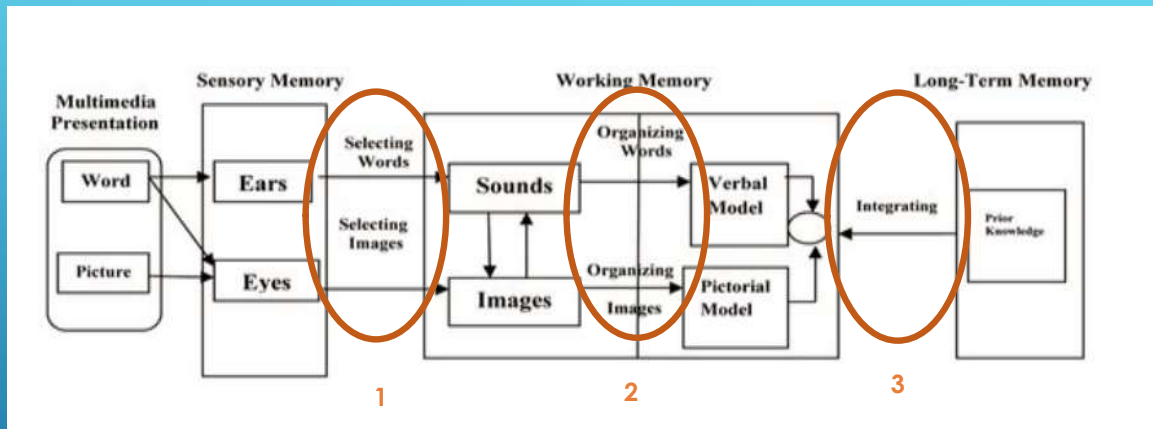 Sensory Memory
Working Memory
Long-Term Memory
Multimedia
Presentation
Word
Picture
Ears
Eyes
Selecting
Words
Selecting
Images
Sounds
Images
Organizing
Words
Organizing
Images
Verbal
Model
Pictorial
Model
Integrating
Prior
Knowledge
1
2
3